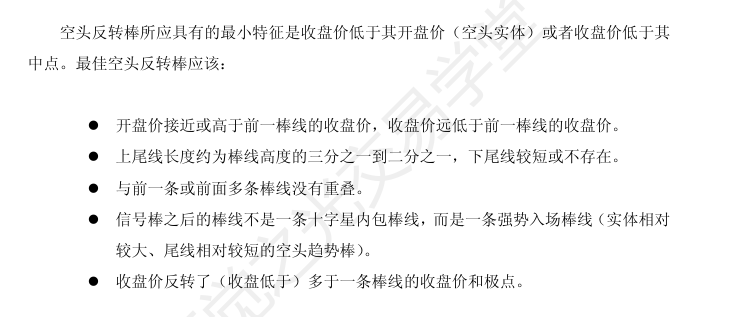 空头反转棒所应具有的最小特征是收盘价低于其开盘价（空头实体）或者收盘价低于其
中点。最佳空头反转棒应该：
● 开盘价接近或高于前一棒线的收盘价，收盘价远低于前一棒线的收盘价。
● 上尾线长度约为棒线高度的三分之一到二分之一，下尾线较短或不存在。
● 与前一条或前面多条棒线没有重叠。
● 信号棒之后的棒线不是一条十字星内包棒线，而是一条强势入场棒线（实体相对
较大、尾线相对较短的空头趋势棒）。
● 收盘价反转了（收盘低于）多于一条棒线的收盘价和极点。
觉之光交易学堂